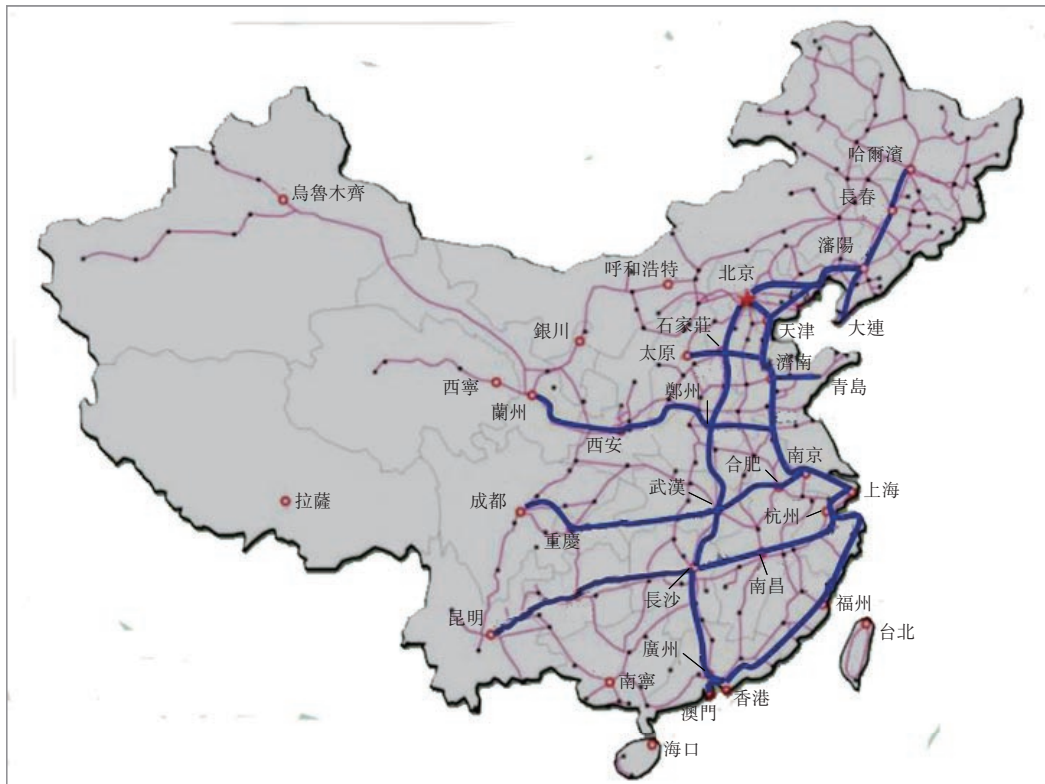 哈爾濱
烏魯木齊
長春
瀋陽
呼和浩特
北京
石家莊
天津
大連
銀川
太原
濟南
西寧
青島
蘭州
鄭州
西安
南京
合肥
武漢
上海
拉薩
成都
杭州
重慶
南昌
長沙
福州
昆明
台北
廣州
南寧
香港
澳門
海口